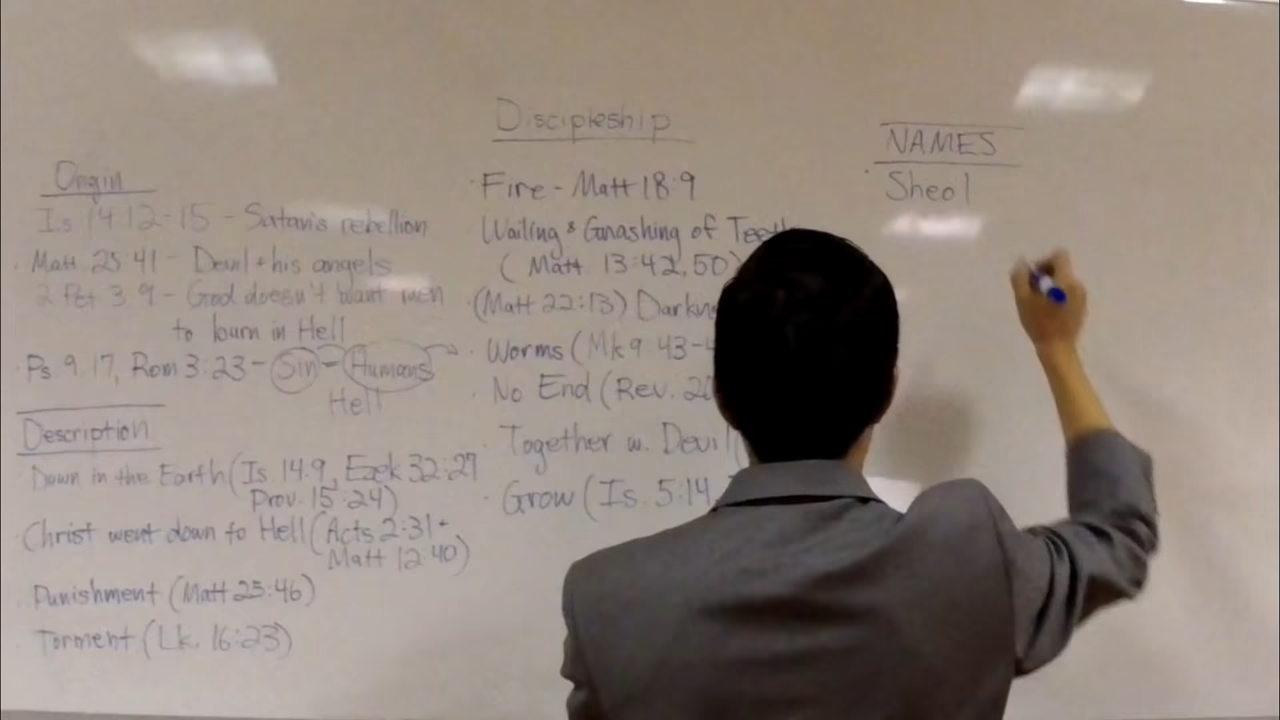 Discipleship
Origin
Is 14:12-15 - Satan's rebellion
· Matt. 25:41 - Devil + his angels
2 Pet 3:9 - God doesn't want men
to burn in Hell
· Ps. 9:17, Rom 3:23 - Sin - Humans
Hell
Description
Down in the Earth (Is. 14:9, Ezek 32:27
Prov. 15:24)
· Christ went down to Hell (Acts 2:31 +
Matt 12:40)
· Punishment (Matt 25:46)
· Torment (Lk. 16:23)
· Fire - Matt 18:9
Wailing & Gnashing of Teeth
(Matt. 13:42, 50)
· (Matt 22:13)
· Worms (Mk 9:43-4
· No End (Rev. 20
· Together w. Devil (
· Grow (Is. 5:14,
NAMES
· Sheol